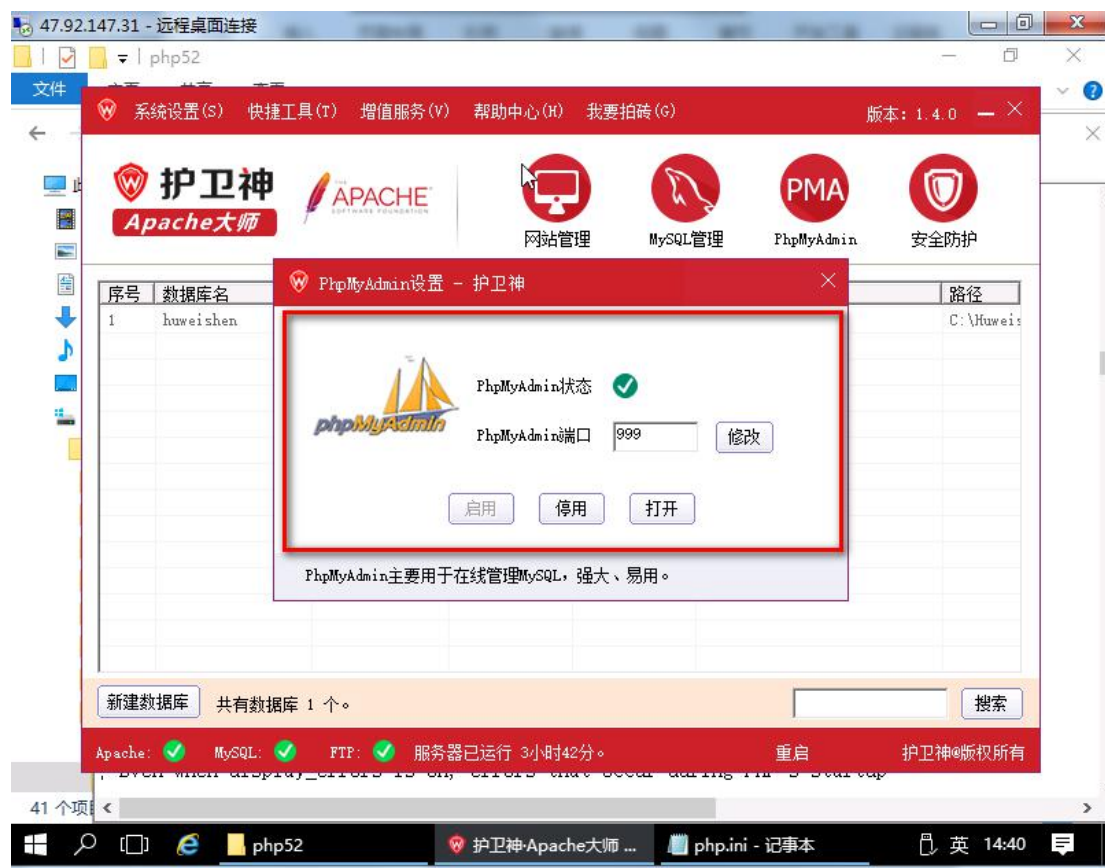 47.92.147.31 - 远程桌面连接
php52
文件
系统设置(S) 快捷工具(T) 增值服务(V) 帮助中心(H) 我要拍砖(G)
版本: 1.4.0
护卫神
Apache大师
THE
APACHE
SOFTWARE FOUNDATION
PMA
网站管理 MySQL管理 PhpMyAdmin 安全防护
PhpMyAdmin设置 - 护卫神
序号 数据库名 路径
1 huweishen C:\Huweis
phpMyAdmin
PhpMyAdmin状态
PhpMyAdmin端口 999 修改
启用 停用 打开
PhpMyAdmin主要用于在线管理MySQL，强大、易用。
新建数据库 共有数据库 1 个。 搜索
Apache: MySQL: FTP: 服务器已运行 3小时42分。 重启 护卫神@版权所有
41 个项
php52 护卫神·Apache大师 ... php.ini - 记事本 英 14:40